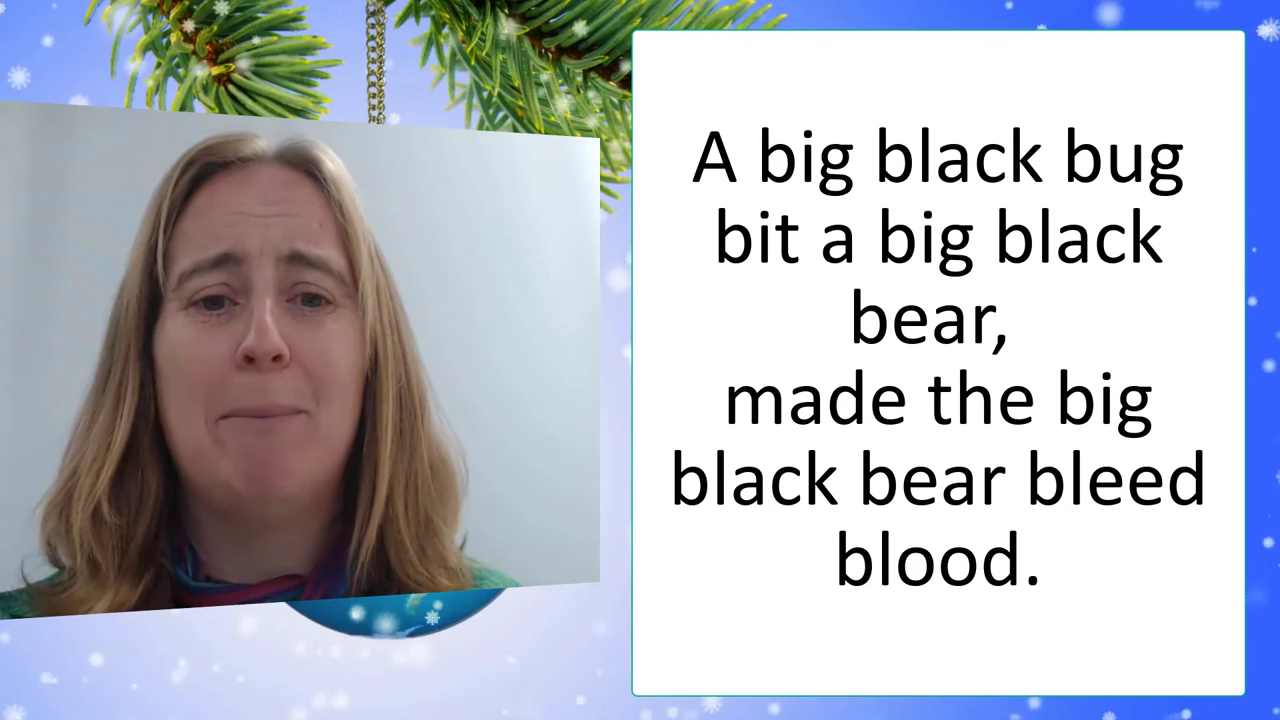 A big black bug
bit a big black
bear,
made the big
black bear bleed
blood.